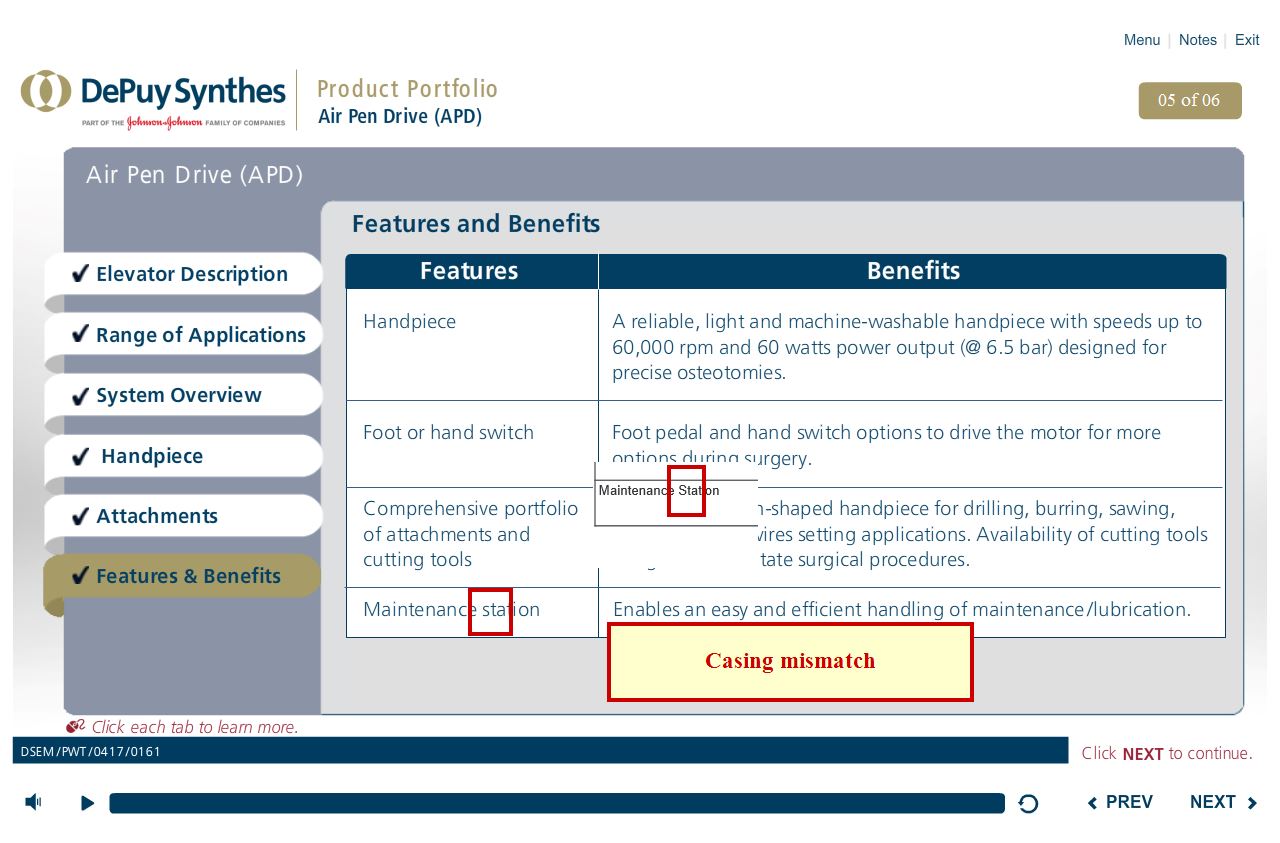 Menu | Notes | Exit
DePuy Synthes
PART OF THE Johnson & Johnson FAMILY OF COMPANIES
Product Portfolio
Air Pen Drive (APD)
05 of 06
Air Pen Drive (APD)
Features and Benefits
Elevator Description
Range of Applications
System Overview
Handpiece
Attachments
Features & Benefits
Features
Benefits
Handpiece
A reliable, light and machine-washable handpiece with speeds up to
60,000 rpm and 60 watts power output (@ 6.5 bar) designed for
precise osteotomies.
Foot or hand switch
Foot pedal and hand switch options to drive the motor for more
options during surgery.
Maintenance Station
Comprehensive portfolio
of attachments and
cutting tools
-shaped handpiece for drilling, burring, sawing,
setting applications. Availability of cutting tools
surgical procedures.
Maintenance station
Enables an easy and efficient handling of maintenance/lubrication.
Casing mismatch
Click each tab to learn more.
DSEM/PWT/0417/0161
Click NEXT to continue.
PREV
NEXT